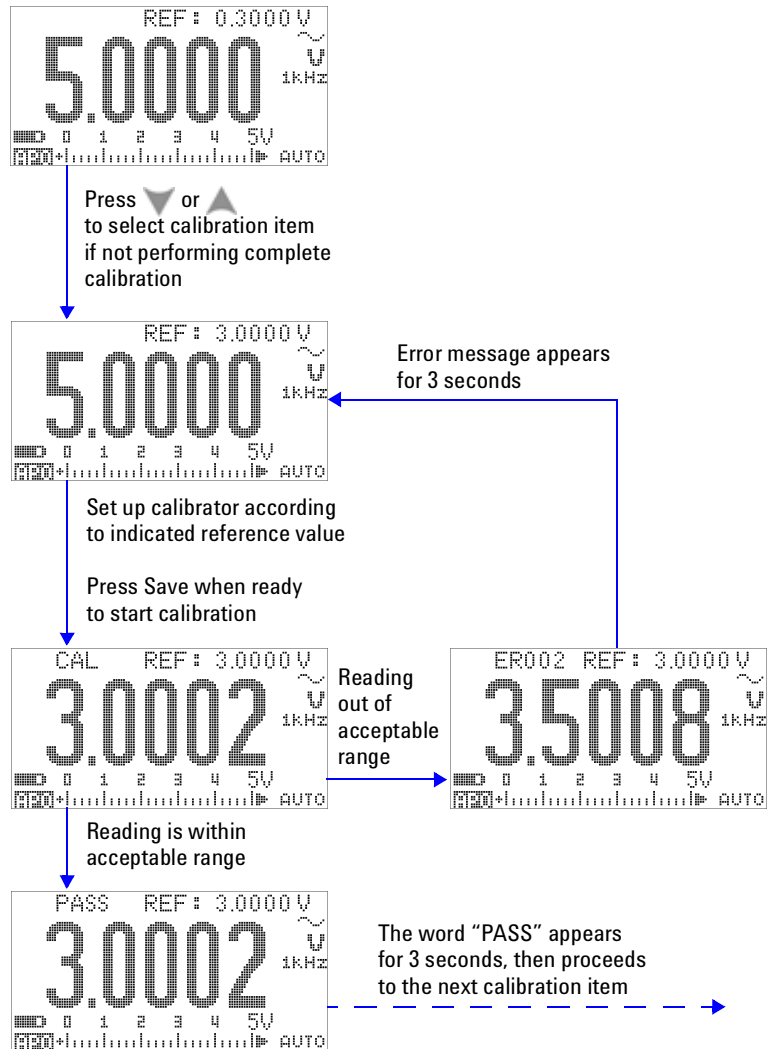 REF: 0.3000 V
5.0000
1kHz
0 1 2 3 4 5V
APO AUTO
Press or
to select calibration item
if not performing complete
calibration
REF: 3.0000 V
5.0000
1kHz
0 1 2 3 4 5V
APO AUTO
Error message appears
for 3 seconds
Set up calibrator according
to indicated reference value
Press Save when ready
to start calibration
CAL REF: 3.0000 V
3.0002
1kHz
0 1 2 3 4 5V
APO AUTO
Reading
out of
acceptable
range
ER002 REF: 3.0000 V
3.5008
1kHz
0 1 2 3 4 5V
APO AUTO
Reading is within
acceptable range
PASS REF: 3.0000 V
3.0002
1kHz
0 1 2 3 4 5V
APO AUTO
The word “PASS” appears
for 3 seconds, then proceeds
to the next calibration item